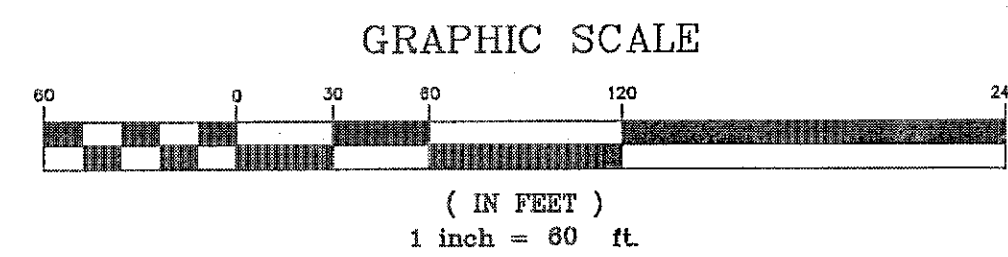 GRAPHIC SCALE
60 0 30 60 120 24
( IN FEET )
1 inch = 60 ft.